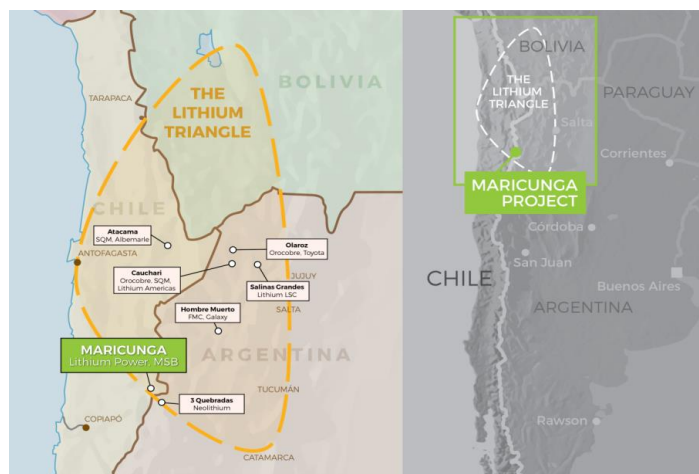 THE
LITHIUM
TRIANGLE
BOLIVIA
TARAPACA
CHILE
Atacama
SQM, Albemarle
ANTOFAGASTA
Olaroz
Orocobre, Toyota
Cauchari
Orocobre, SQM,
Lithium Americas
JUJUY
Salinas Grandes
Lithium LSC
SALTA
Hombre Muerto
FMC, Galaxy
MARICUNGA
Lithium Power, MSB
ARGENTINA
3 Quebradas
Neolithium
TUCUMÁN
COPIAPÓ
CATAMARCA
BOLIVIA
THE
LITHIUM
TRIANGLE
PARAGUAY
Salta
Corrientes
MARICUNGA
PROJECT
Córdoba
San Juan
CHILE
Buenos Aires
ARGENTINA
Rawson